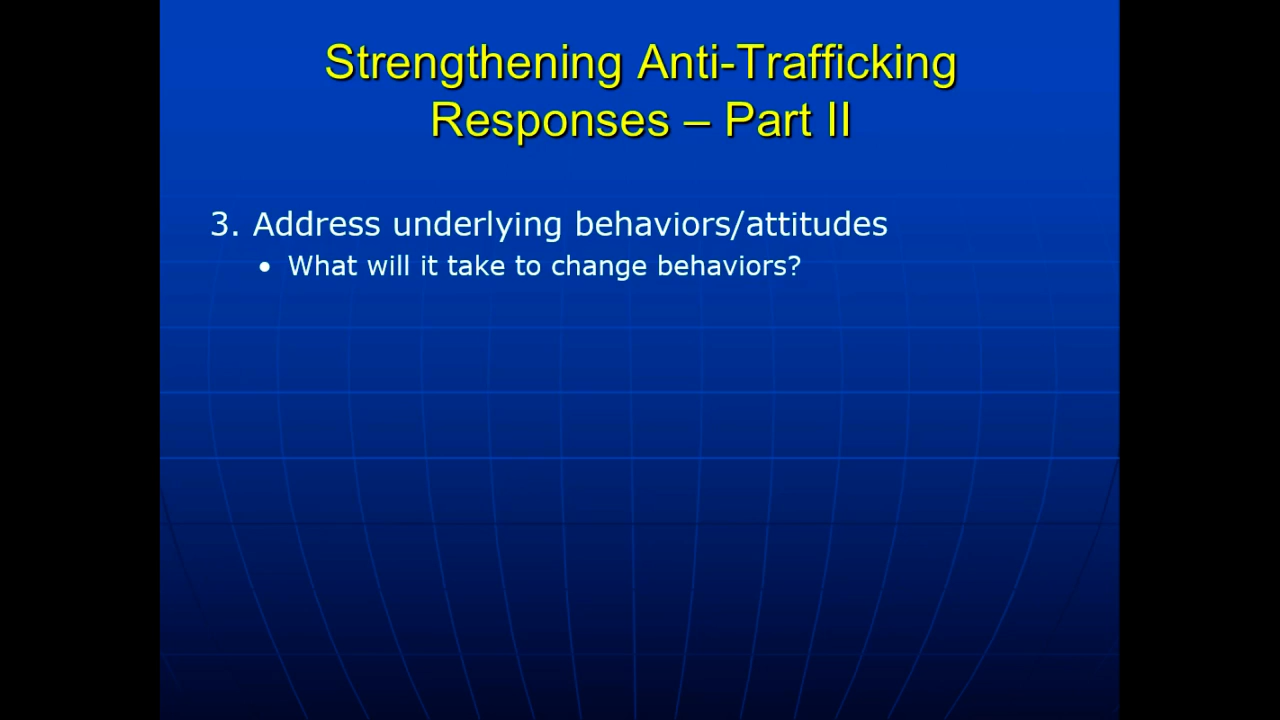 Strengthening Anti-Trafficking
Responses – Part II
3. Address underlying behaviors/attitudes
• What will it take to change behaviors?